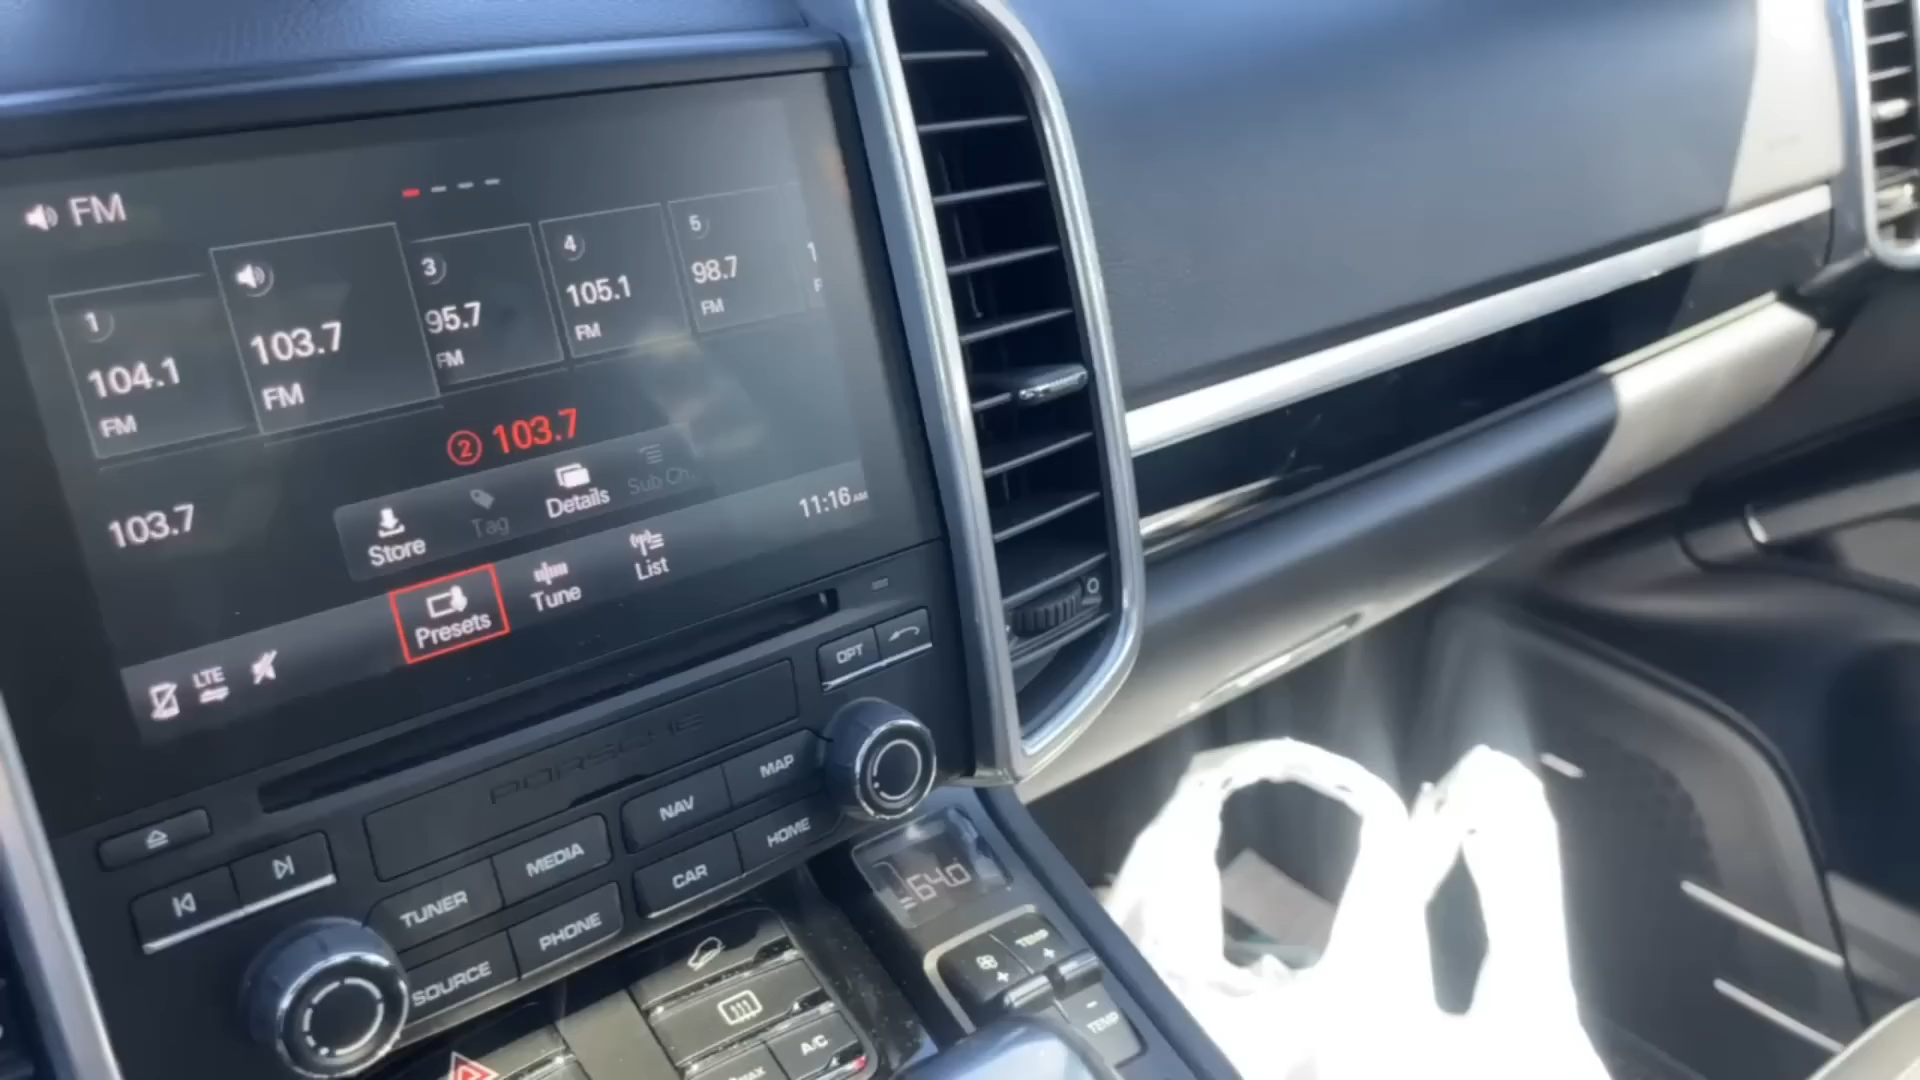 FM
1
104.1
FM
103.7
FM
3
95.7
FM
4
105.1
FM
5
98.7
FM
2 103.7
103.7
Store
Tag
Details
Sub Ch.
11:16 AM
Presets
Tune
List
LTE
OPT
PORSCHE
NAV
MAP
TUNER
MEDIA
CAR
HOME
SOURCE
PHONE
640
TEMP
+
+
A/C
-
TEMP
MAX